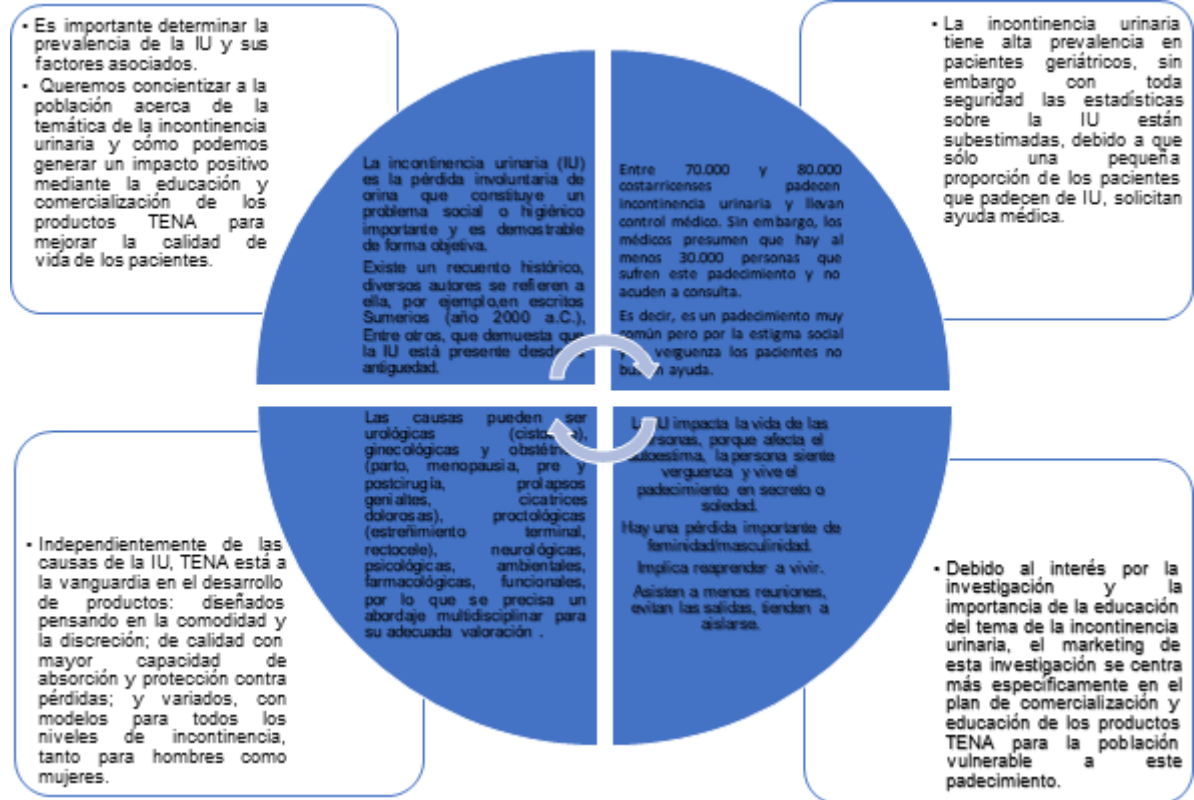 • Es importante determinar la
prevalencia de la IU y sus
factores asociados.
• Queremos concientizar a la
población acerca de la
temática de la incontinencia
urinaria y cómo podemos
generar un impacto positivo
mediante la educación y
comercialización de los
productos TENA para
mejorar la calidad de
vida de los pacientes.
La incontinencia urinaria (IU)
es la pérdida involuntaria de
orina que constituye un
problema social o higiénico
importante y es demostrable
de forma objetiva.
Existe un recuento histórico,
diversos autores se refieren a
ella, por ejemplo,en escritos
Sumerios (año 2000 a.C.),
Entre otros, que demuesta que
la IU está presente desde
antiguedad.
Entre 70.000 y 80.000
costarricenses padecen
incontinencia urinaria y llevan
control médico. Sin embargo, los
médicos presumen que hay al
menos 30.000 personas que
sufren este padecimiento y no
acuden a consulta.
Es decir, es un padecimiento muy
común pero por la estigma social
verguenza los pacientes no
ayuda.
• La incontinencia urinaria
tiene alta prevalencia en
pacientes geriátricos, sin
embargo con toda
seguridad las estadísticas
sobre la IU están
subestimadas, debido a que
sólo una pequeña
proporción de los pacientes
que padecen de IU, solicitan
ayuda médica.
• Independientemente de las
causas de la IU, TENA está a
la vanguardia en el desarrollo
de productos: diseñados
pensando en la comodidad y
la discreción; de calidad con
mayor capacidad de
absorción y protección contra
pérdidas; y variados, con
modelos para todos los
niveles de incontinencia,
tanto para hombres como
mujeres.
Las causas pueden ser
urológicas
ginecológicas y
(parto, menopausia, pre y
postcirugía, prolapsos
genialtes, cicatrices
dolorosas), proctológicas
(estreñimiento terminal,
rectocele), neurológicas,
psicológicas, ambientales,
farmacológicas, funcionales,
por lo que se precisa un
abordaje multidisciplinar para
su adecuada valoración .
impacta la vida de las
porque afecta el
la persona siente
verguenza y vive el
padecimiento en secreto o
soledad.
Hay una pérdida importante de
feminidad/masculinidad.
Implica reaprender a vivir.
Asisten a menos reuniones,
evitan las salidas, tienden a
aislarse.
• Debido al interés por la
investigación y la
importancia de la educación
del tema de la incontinencia
urinaria, el marketing de
esta investigación se centra
más específicamente en el
plan de comercialización y
educación de los productos
TENA para la población
vulnerable a este
padecimiento.